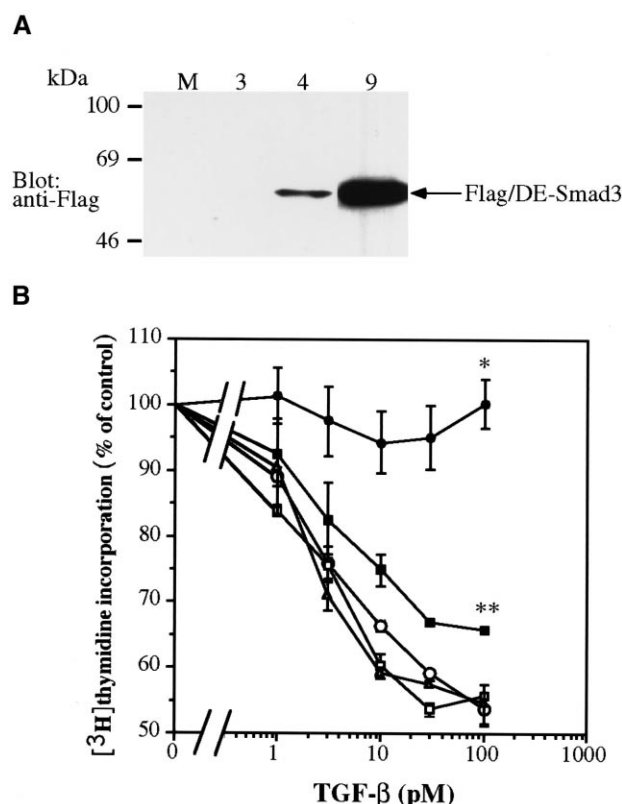 A
kDa M 3 4 9
100
69
Blot:
anti-Flag
Flag/DE-Smad3
46
B
[³H]thymidine incorporation (% of control)
110
100
90
80
70
60
50
*
**
0 1 10 100 1000
TGF-β (pM)